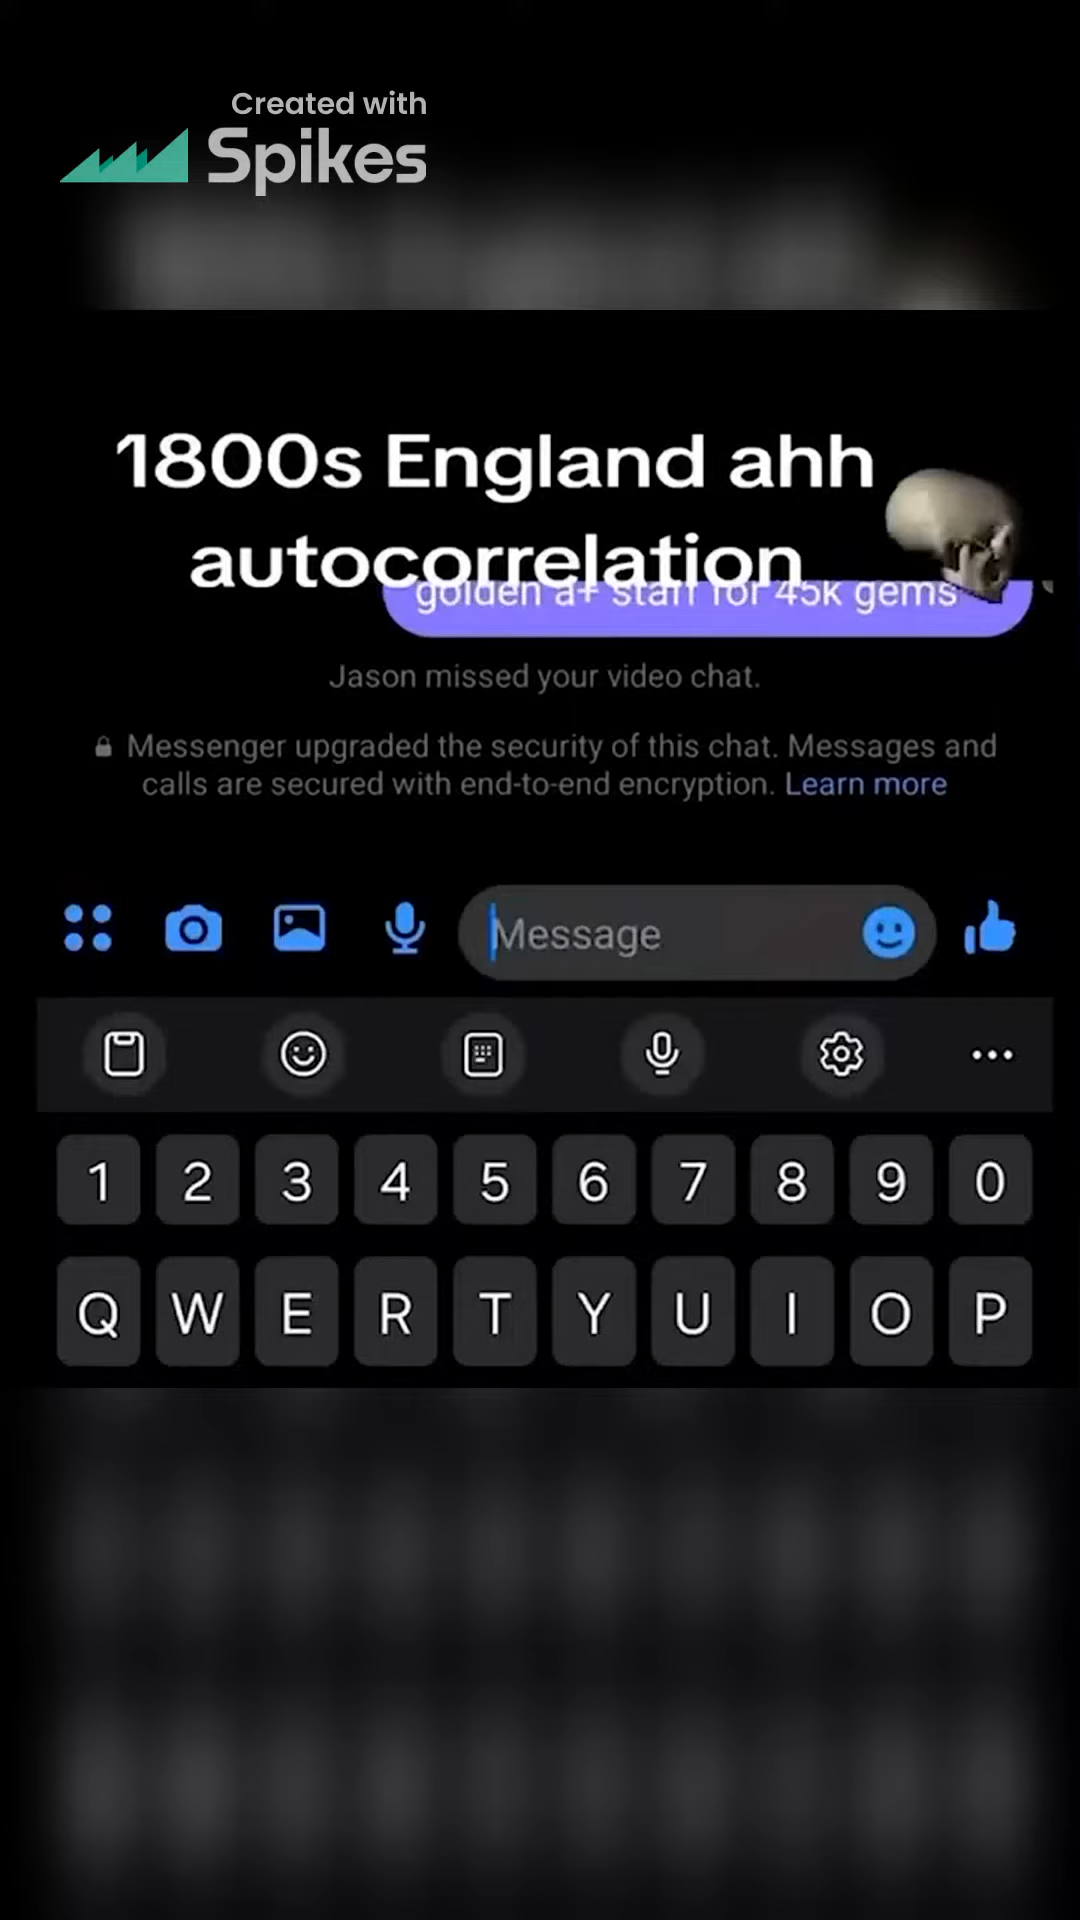 Created with
Spikes
1800s England ahh
autocorrelation
golden a+ staff for 45k gems
Jason missed your video chat.
Messenger upgraded the security of this chat. Messages and
calls are secured with end-to-end encryption. Learn more
Message
1 2 3 4 5 6 7 8 9 0
Q W E R T Y U I O P